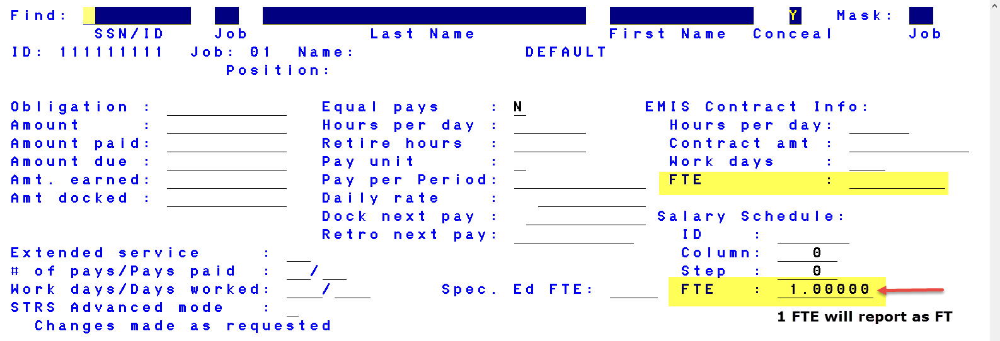 Find: Y Mask:
SSN/ID Job Last Name First Name Conceal Job
ID: 111111111 Job: 01 Name: DEFAULT
Position:
Obligation : Equal pays : N EMIS Contract Info:
Amount : Hours per day : Hours per day:
Amount paid: Retire hours : Contract amt :
Amount due : Pay unit : Work days :
Amt. earned: Pay per Period: FTE :
Amt docked : Daily rate :
Dock next pay : Salary Schedule:
Retro next pay: ID :
Extended service : Column: 0
# of pays/Pays paid : / Step : 0
Work days/Days worked: / Spec. Ed FTE: FTE : 1.00000
STRS Advanced mode :
1 FTE will report as FT
Changes made as requested